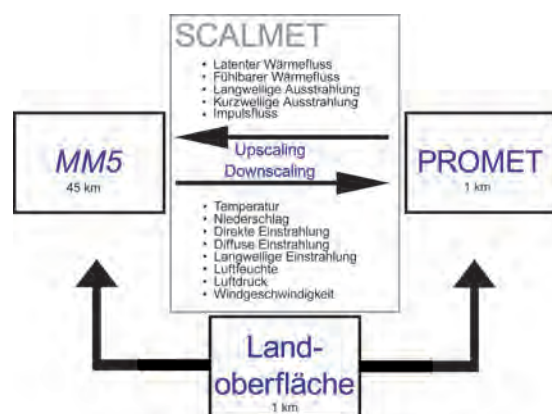 SCALMET
• Latenter Wärmefluss
• Fühlbarer Wärmefluss
• Langwellige Ausstrahlung
• Kurzwellige Ausstrahlung
• Impulsfluss
Upscaling
Downscaling
MM5
45 km
PROMET
1 km
• Temperatur
• Niederschlag
• Direkte Einstrahlung
• Diffuse Einstrahlung
• Langwellige Einstrahlung
• Luftfeuchte
• Luftdrück
• Windgeschwindigkeit
Land-
oberfläche
1 km